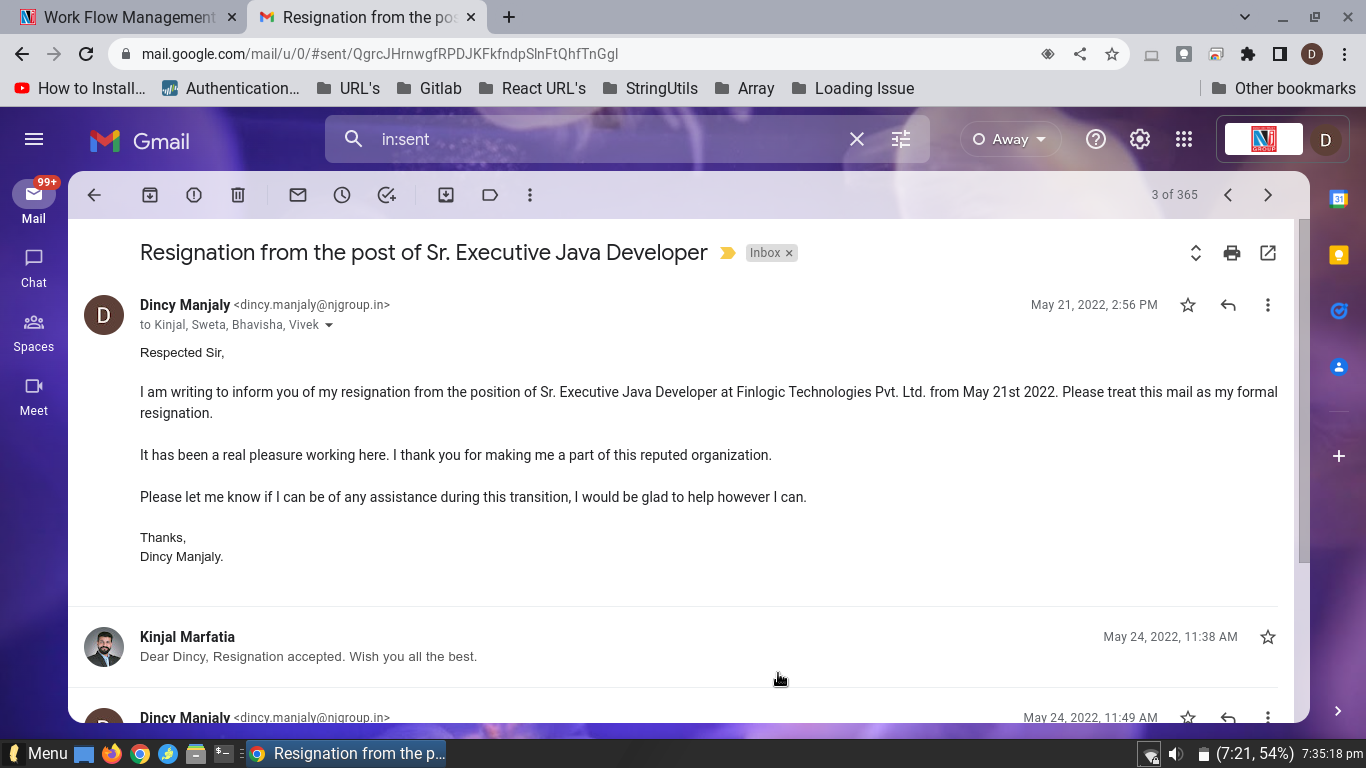 Work Flow Management
Resignation from the pos
mail.google.com/mail/u/0/#sent/QgrcJHrnwgfRPDJKFkfndpSlnFtQhfTnGgl
D
How to Install...
Authentication...
URL's
Gitlab
React URL's
StringUtils
Array
Loading Issue
Other bookmarks
Gmail
in:sent
Away
NJ
GROUP
D
99+
Mail
Chat
Spaces
Meet
3 of 365
31
Resignation from the post of Sr. Executive Java Developer
Inbox ×
D
Dincy Manjaly <dincy.manjaly@njgroup.in>
May 21, 2022, 2:56 PM
to Kinjal, Sweta, Bhavisha, Vivek
Respected Sir,
I am writing to inform you of my resignation from the position of Sr. Executive Java Developer at Finlogic Technologies Pvt. Ltd. from May 21st 2022. Please treat this mail as my formal
resignation.
It has been a real pleasure working here. I thank you for making me a part of this reputed organization.
Please let me know if I can be of any assistance during this transition, I would be glad to help however I can.
Thanks,
Dincy Manjaly.
Kinjal Marfatia
May 24, 2022, 11:38 AM
Dear Dincy, Resignation accepted. Wish you all the best.
D
Dincy Manjaly <dincy.manjaly@njgroup.in>
May 24, 2022, 11:49 AM
Menu
Resignation from the p...
(7:21, 54%)
7:35:18 pm